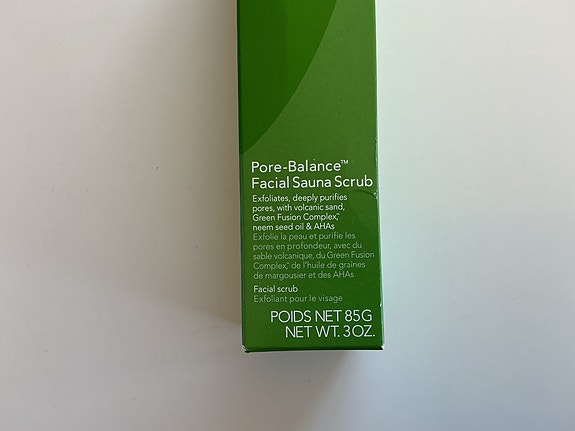 Pore-Balance™
Facial Sauna Scrub
Exfoliates, deeply purifies
pores, with volcanic sand,
Green Fusion Complex,™
neem seed oil & AHAs
Exfolie la peau et purifie les
pores en profondeur, avec du
sable volcanique, du Green Fusion
Complex,™ de l'huile de graines
de margousier et des AHAs
Facial scrub
Exfoliant pour le visage
POIDS NET 85G
NET WT. 3 OZ.